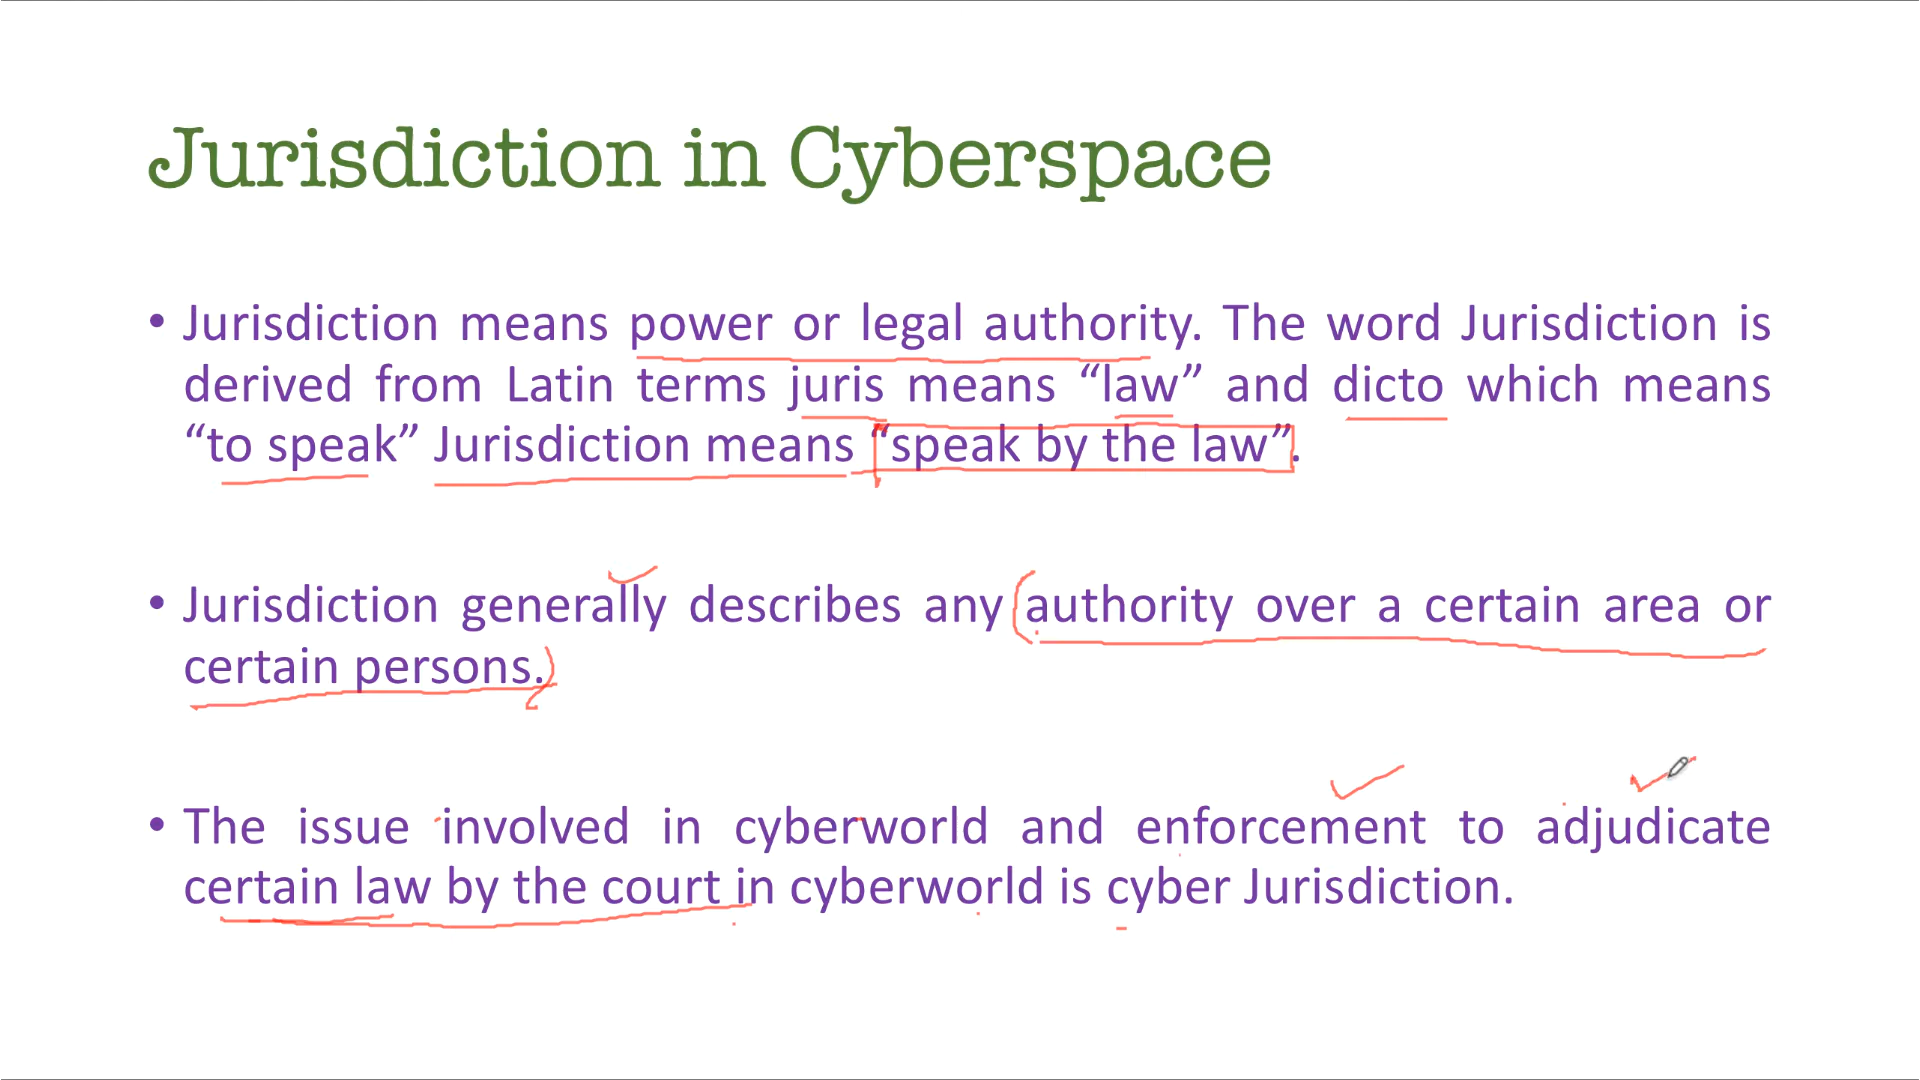 Jurisdiction in Cyberspace
• Jurisdiction means power or legal authority. The word Jurisdiction is
derived from Latin terms juris means “law” and dicto which means
“to speak” Jurisdiction means “speak by the law”.
• Jurisdiction generally describes any authority over a certain area or
certain persons.
• The issue involved in cyberworld and enforcement to adjudicate
certain law by the court in cyberworld is cyber Jurisdiction.